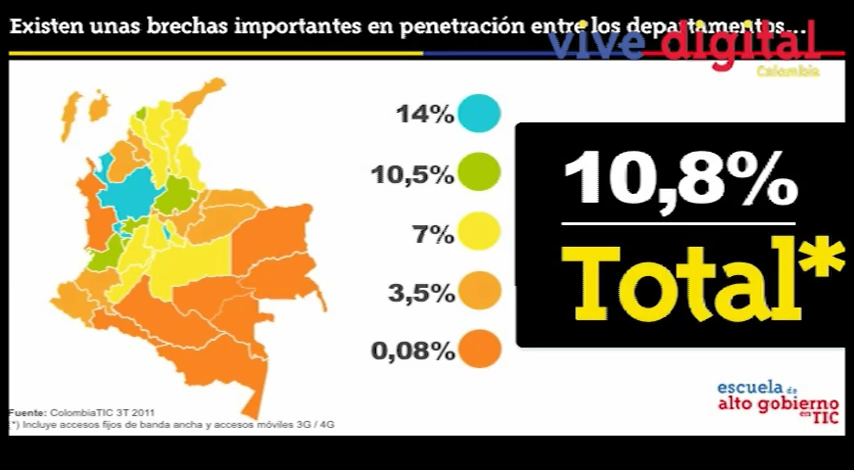 Existen unas brechas importantes en penetración entre los departamentos...
vive digital
Colombia
14%
10,5%
7%
3,5%
0,08%
10,8%
Total*
Fuente: ColombiaTIC 3T 2011
(*) Incluye accesos fijos de banda ancha y accesos móviles 3G / 4G
escuela de
alto gobierno
en TIC